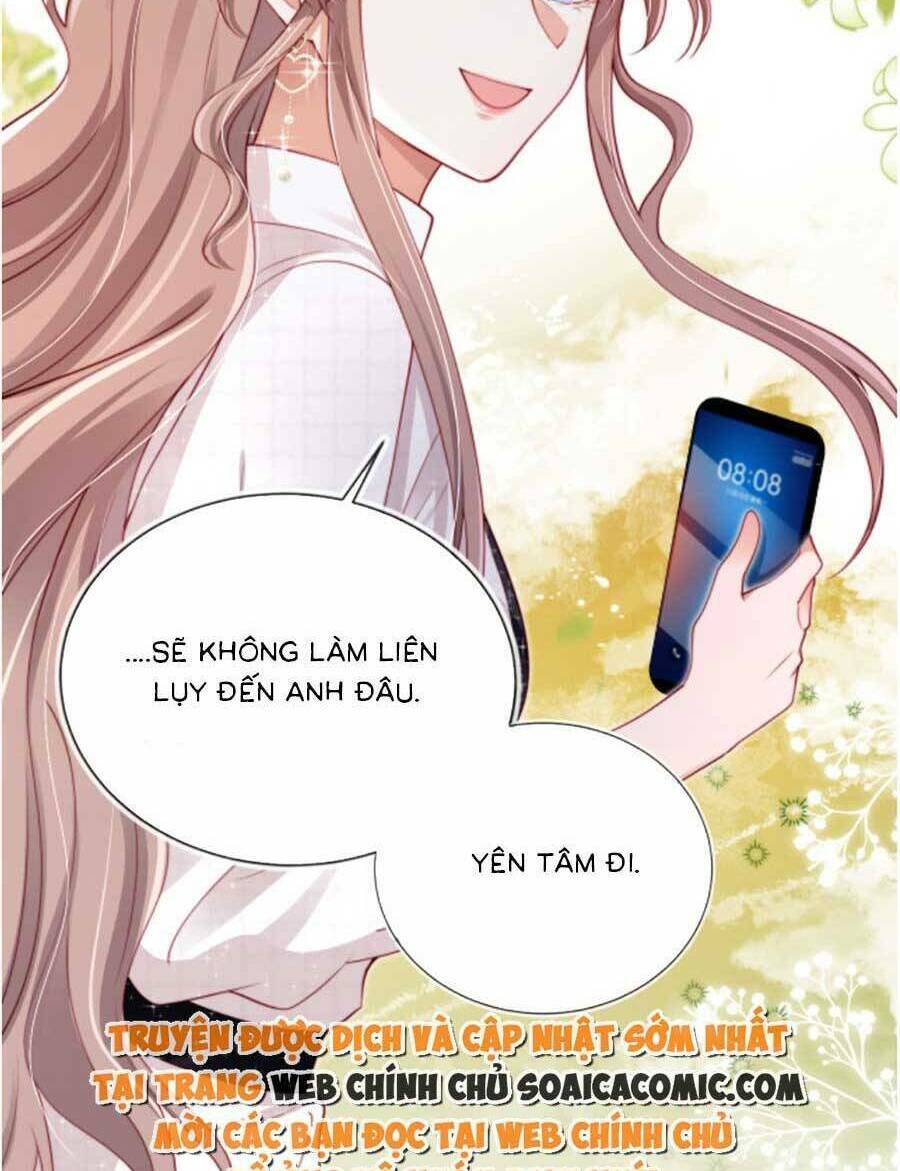 08:08
....SẼ KHÔNG LÀM LIÊN
LỤY ĐẾN ANH ĐÂU.
YÊN TÂM ĐI.
TRUYỆN ĐƯỢC DỊCH VÀ CẬP NHẬT SỚM NHẤT
TẠI TRANG WEB CHÍNH CHỦ SOAICACOMIC.COM
MỜI CÁC BẠN ĐỌC TẠI WEB CHÍNH CHỦ